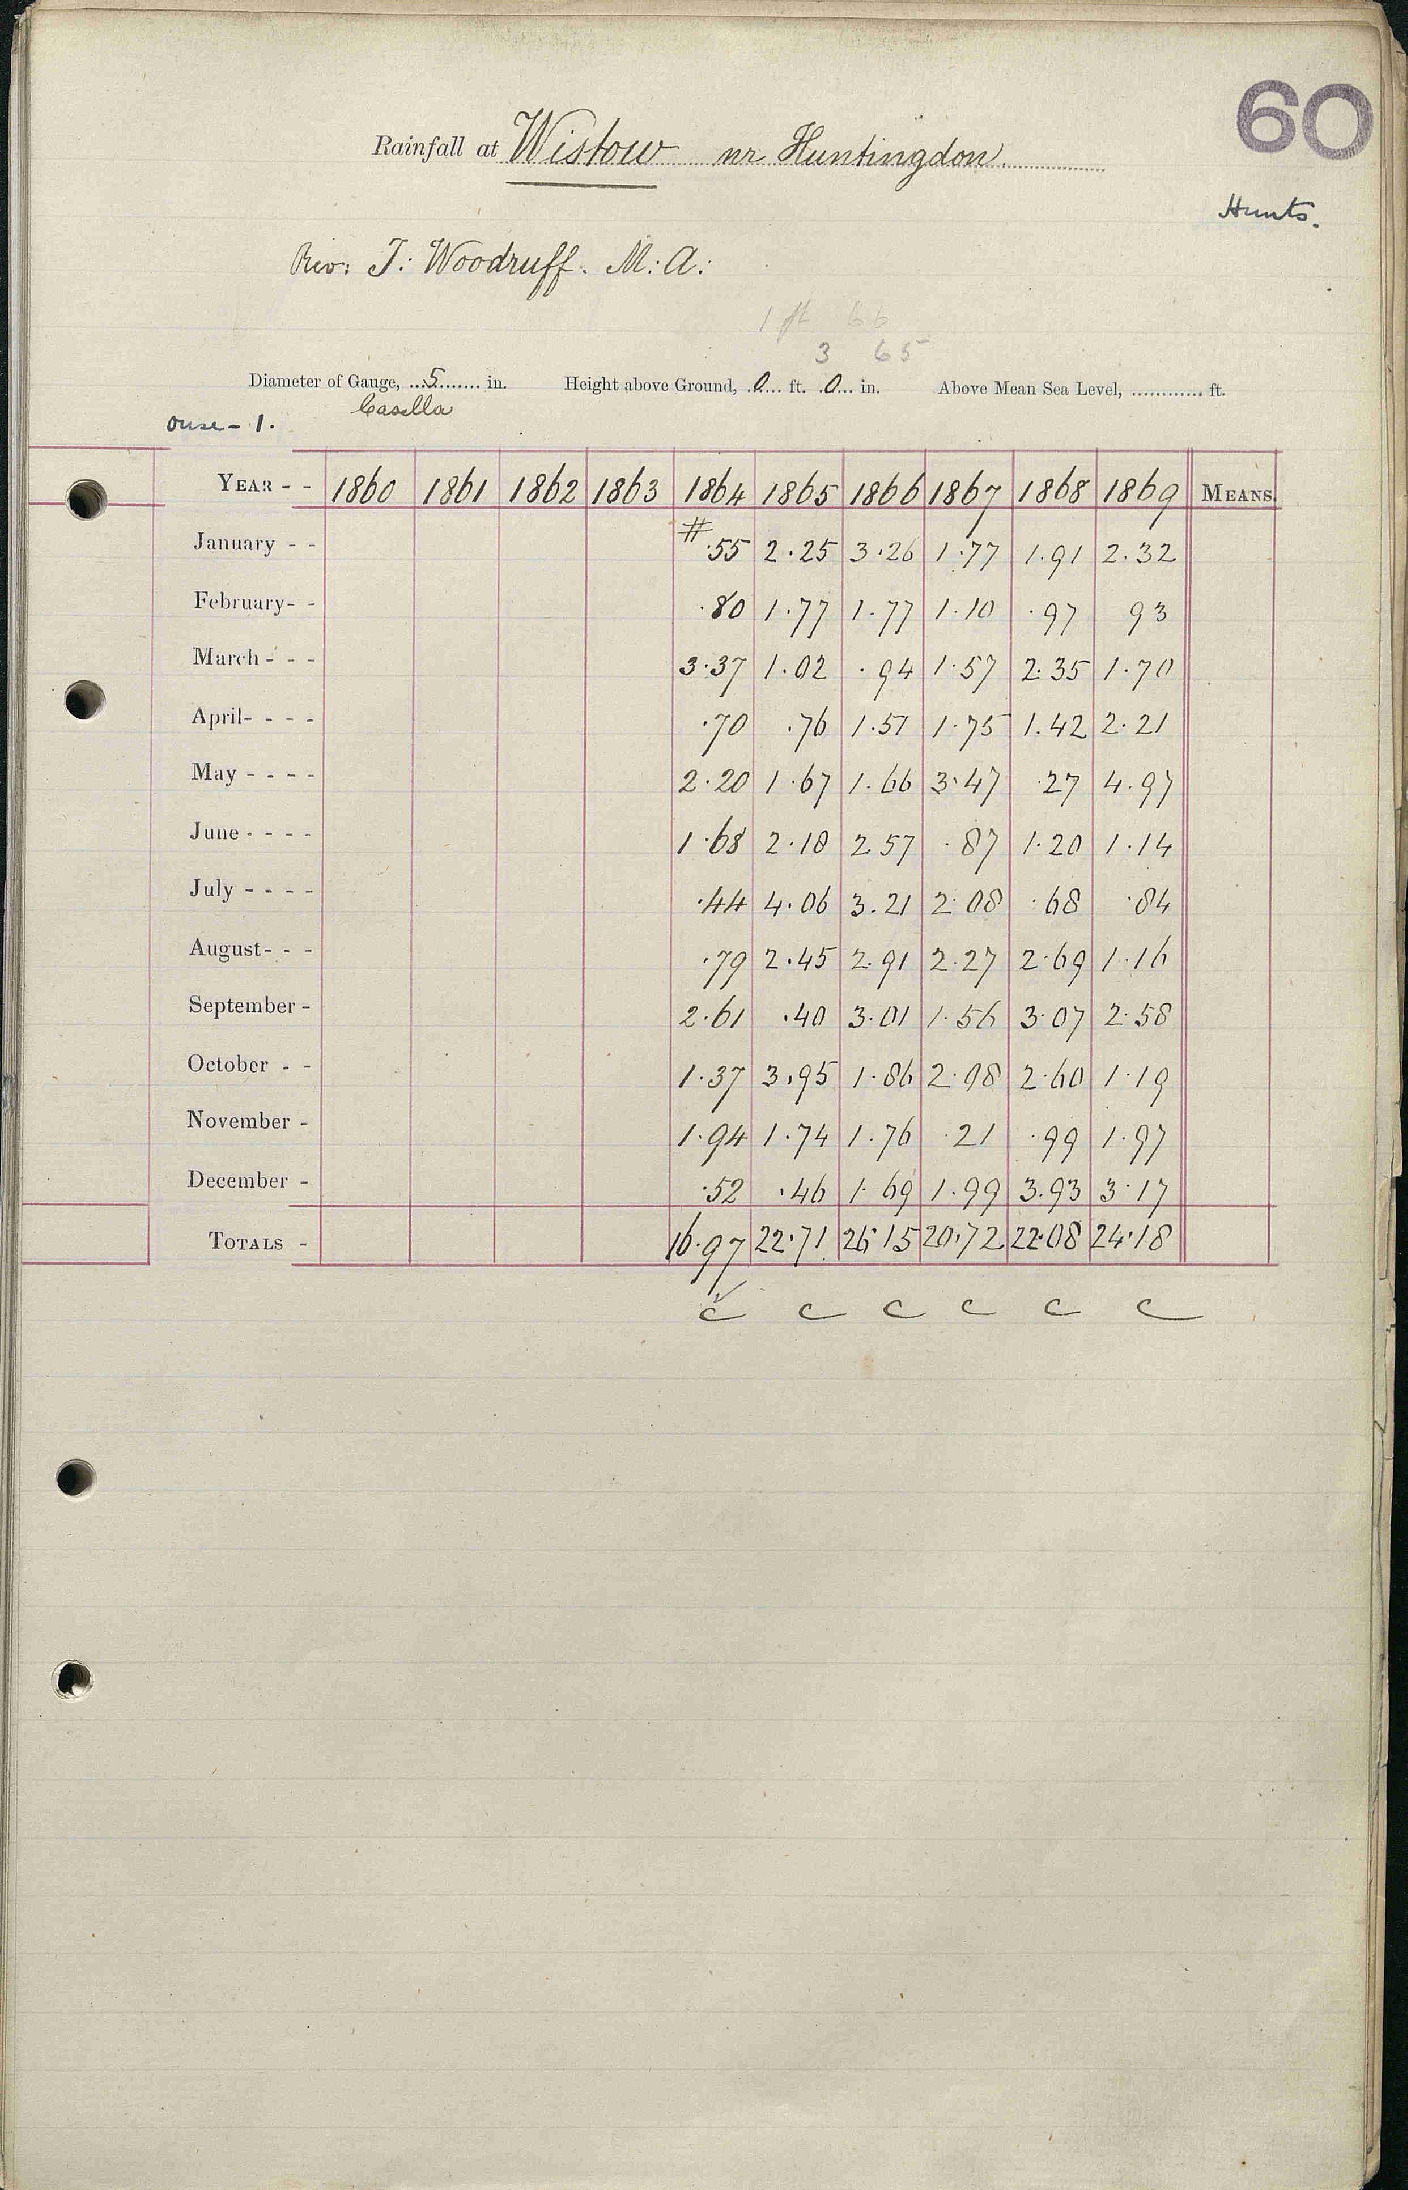 60
Rainfall at Wistow nr Huntingdon
Hunts.
Rev: T: Woodruff. M: A:
1 ft 66
3 65
Diameter of Gauge, 5 in. Height above Ground, 0 ft. 0 in. Above Mean Sea Level, ............ ft.
Casella
Ouse - 1.
YEAR - - 1860 1861 1862 1863 1864 1865 1866 1867 1868 1869 MEANS.
January - - # .55 2.25 3.26 1.77 1.91 2.32
February - - .80 1.77 1.77 1.10 .97 93
March - - - 3.37 1.02 .94 1.57 2.35 1.70
April - - - - .70 .76 1.51 1.75 1.42 2.21
May - - - - 2.20 1.67 1.66 3.47 .27 4.97
June - - - - 1.68 2.18 2.57 .87 1.20 1.14
July - - - - .44 4.06 3.21 2.08 .68 .84
August - - - .79 2.45 2.91 2.27 2.69 1.16
September - 2.61 .40 3.01 1.56 3.07 2.58
October - - 1.37 3.95 1.86 2.08 2.60 1.19
November - 1.94 1.74 1.76 .21 .99 1.97
December - .52 .46 1.69 1.99 3.93 3.17
TOTALS - 16.97 22.71 26.15 20.72 22.08 24.18
c c c c c c